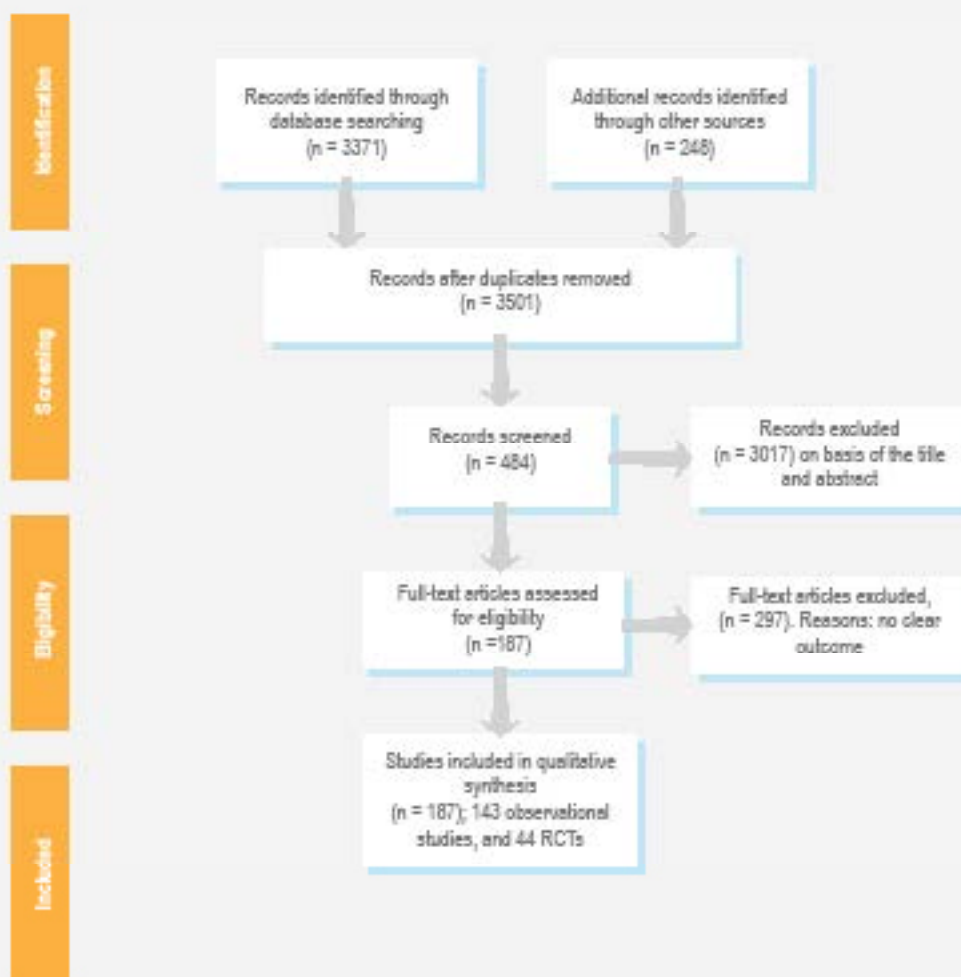 Identification
Records identified through
database searching
(n = 3371)
Additional records identified
through other sources
(n = 248)
Records after duplicates removed
(n = 3501)
Screening
Records screened
(n = 484)
Records excluded
(n = 3017) on basis of the title
and abstract
Eligibility
Full-text articles assessed
for eligibility
(n =187)
Full-text articles excluded,
(n = 297). Reasons: no clear
outcome
Included
Studies included in qualitative
synthesis
(n = 187); 143 observational
studies, and 44 RCTs